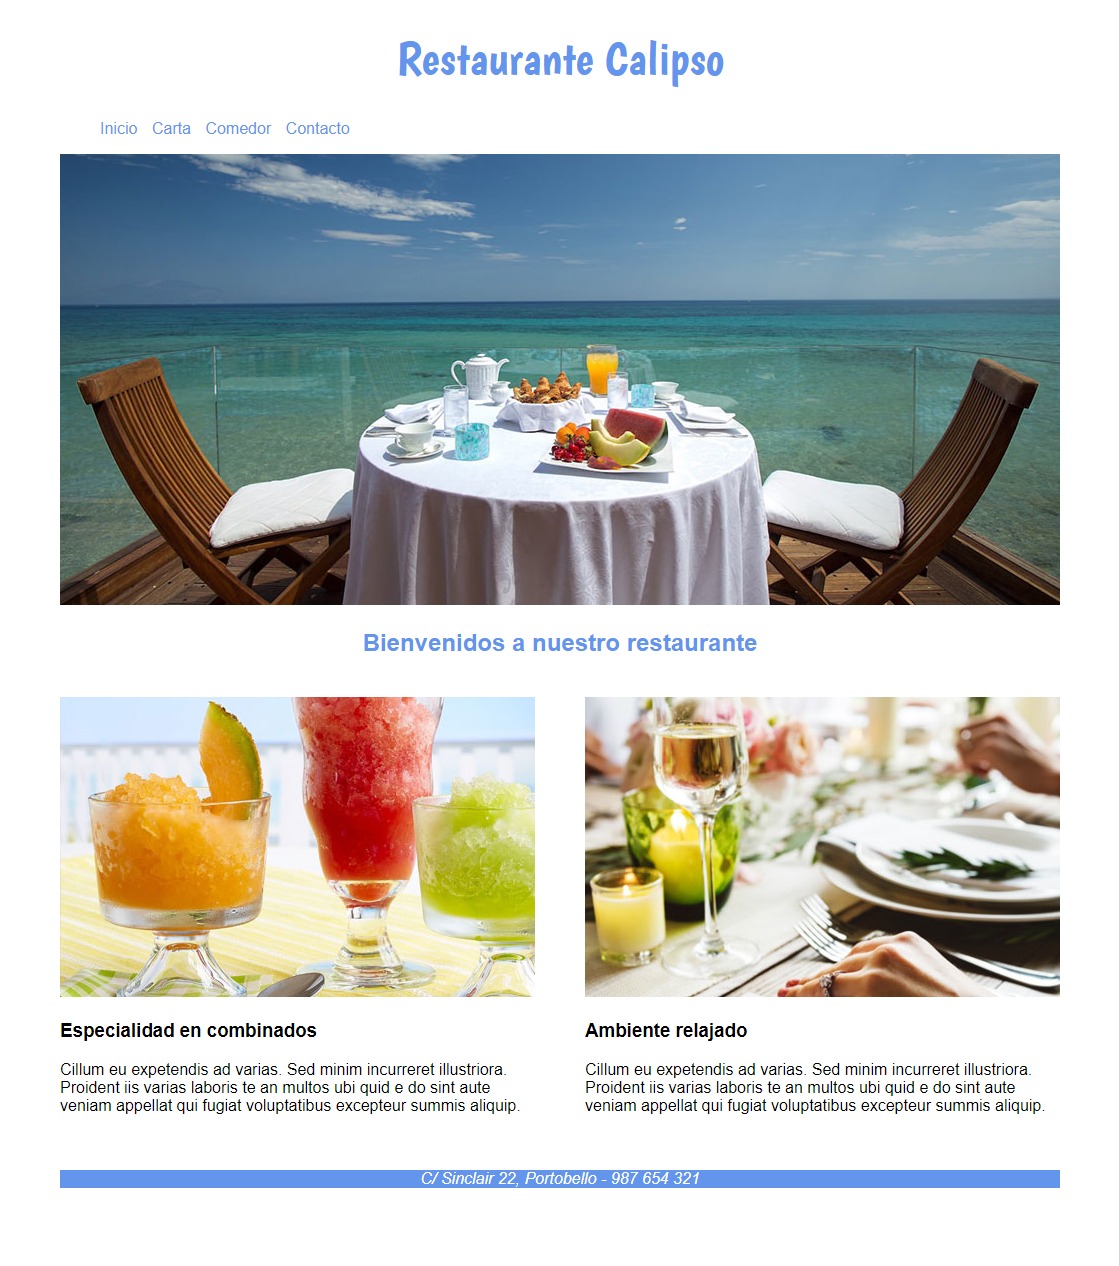 Restaurante Calipso
Inicio Carta Comedor Contacto
Bienvenidos a nuestro restaurante
Especialidad en combinados
Cillum eu expetendis ad varias. Sed minim incurreret illustriora.
Proident iis varias laboris te an multos ubi quid e do sint aute
veniam appellat qui fugiat voluptatibus excepteur summis aliquip.
Ambiente relajado
Cillum eu expetendis ad varias. Sed minim incurreret illustriora.
Proident iis varias laboris te an multos ubi quid e do sint aute
veniam appellat qui fugiat voluptatibus excepteur summis aliquip.
C/ Sinclair 22, Portobello - 987 654 321